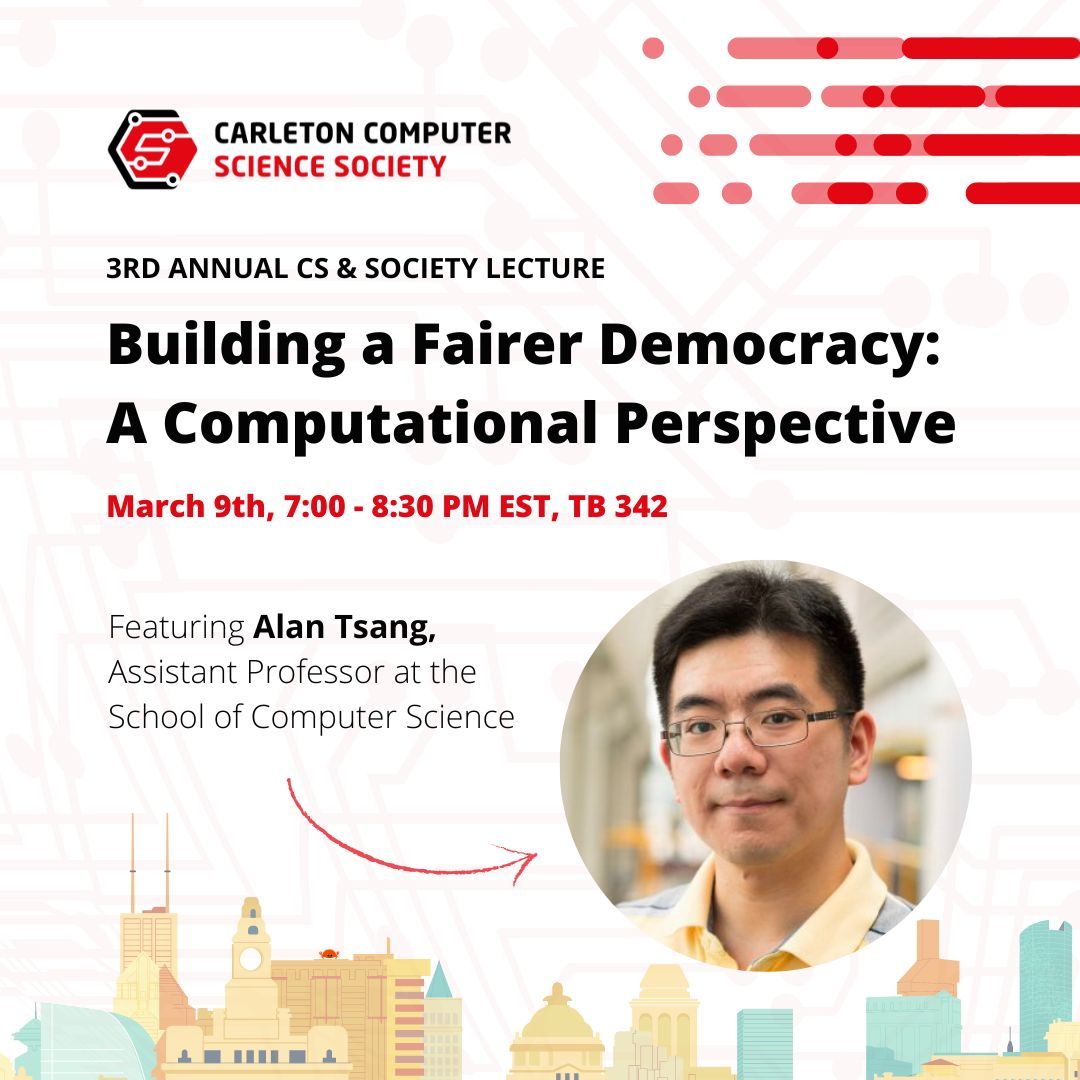 CARLETON COMPUTER
SCIENCE SOCIETY
3RD ANNUAL CS & SOCIETY LECTURE
Building a Fairer Democracy:
A Computational Perspective
March 9th, 7:00 - 8:30 PM EST, TB 342
Featuring Alan Tsang,
Assistant Professor at the
School of Computer Science